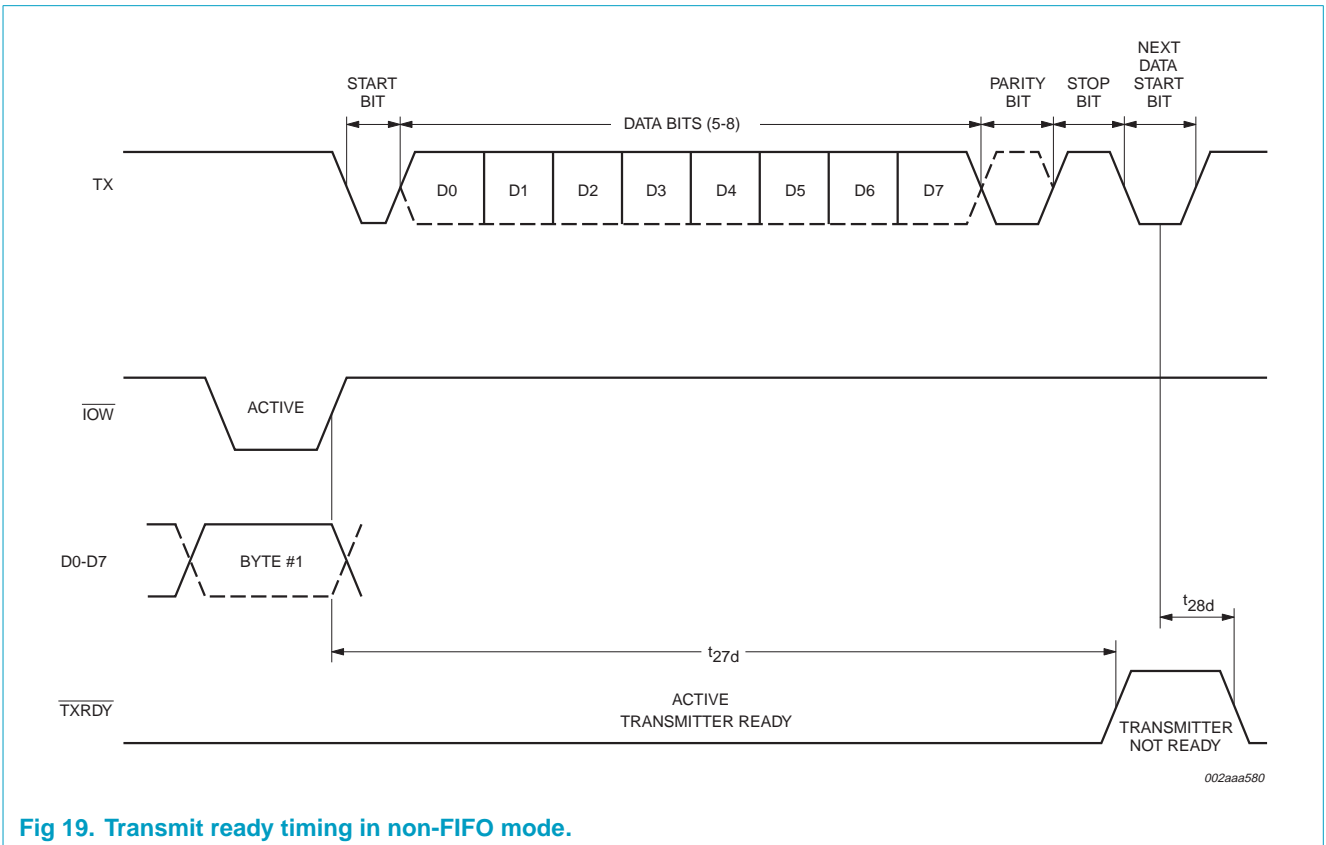 NEXT
DATA
START
BIT
START
BIT
PARITY
BIT
STOP
BIT
DATA BITS (5-8)
TX
D0 D1 D2 D3 D4 D5 D6 D7
IOW
ACTIVE
D0-D7
BYTE #1
t28d
t27d
TXRDY
ACTIVE
TRANSMITTER READY
TRANSMITTER
NOT READY
002aaa580
Fig 19. Transmit ready timing in non-FIFO mode.